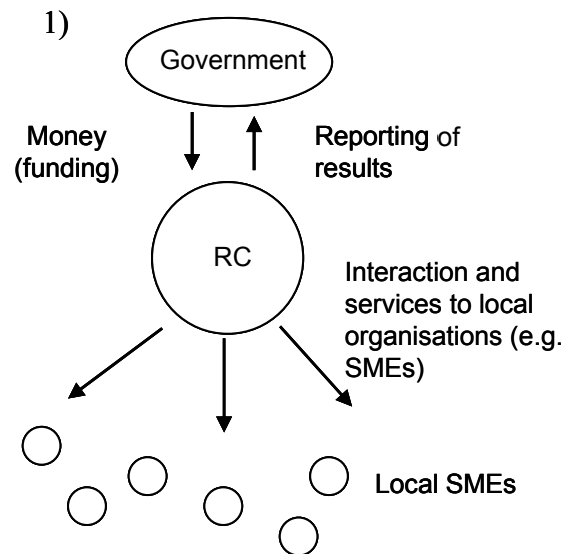 1)
Government
Money
(funding)
Reporting of
results
RC
Interaction and
services to local
organisations (e.g.
SMEs)
Local SMEs